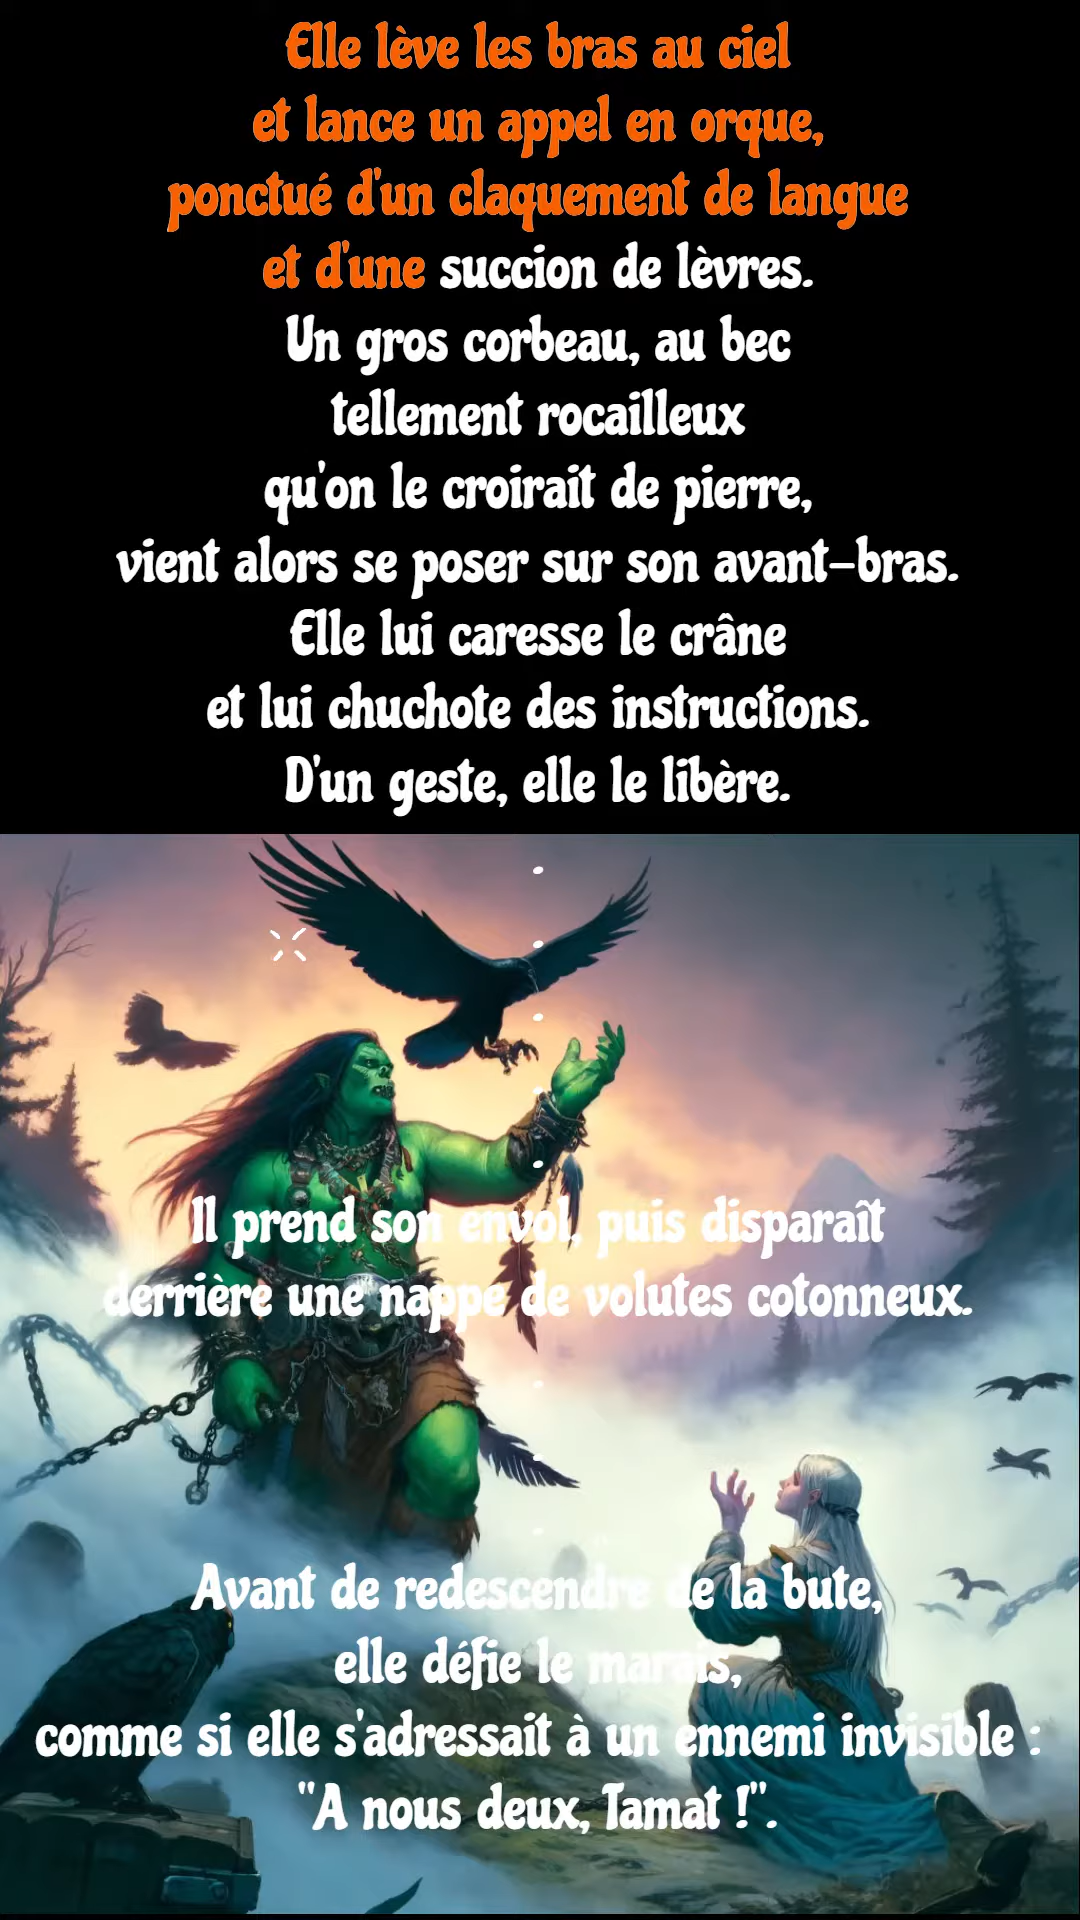 Elle lève les bras au ciel
et lance un appel en orque,
ponctué d'un claquement de langue
et d'une succion de lèvres.
Un gros corbeau, au bec
tellement rocailleux
qu'on le croirait de pierre,
vient alors se poser sur son avant-bras.
Elle lui caresse le crâne
et lui chuchote des instructions.
D'un geste, elle le libère.
.
.
.
.
.
Il prend son envol, puis disparaît
derrière une nappe de volutes cotonneux.
.
.
.
Avant de redescendre de la bute,
elle défie le marais,
comme si elle s'adressait à un ennemi invisible :
"A nous deux, Tamat !".